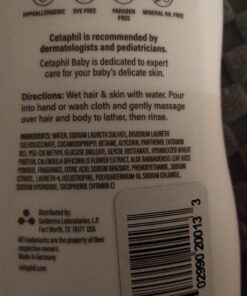 HYPOALLERGENIC
DYE FREE
PARABEN
FREE
MINERAL OIL FREE
Cetaphil is recommended by
dermatologists and pediatricians.
Cetaphil Baby is dedicated to expert
care for your baby's delicate skin.
Directions: Wet hair & skin with water. Pour
into hand or wash cloth and gently massage
over hair and body to lather, then rinse.
INGREDIENTS: WATER, SODIUM LAURETH SULFATE, DISODIUM LAURETH
SULFOSUCCINATE, COCAMIDOPROPYL BETAINE, GLYCERIN, PANTHENOL, (VITAMIN
B5), PEG-120 METHYL GLUCOSE DIOLEATE, GLYCOL DISTEARATE, HYDROLYZED WHEAT
PROTEIN, CALENDULA OFFICINALIS FLOWER EXTRACT, ALOE BARBADENSIS LEAF JUICE
POWDER, FRAGRANCE, CITRIC ACID, SODIUM BENZOATE, PHENOXYETHANOL, SODIUM
CITRATE, LAURETH-4, HELIOTROPINE, POLYQUATERNIUM-10, SODIUM CHLORIDE,
SODIUM HYDROXIDE, TOCOPHEROL (VITAMIN E)
Distributed by:
Galderma Laboratories, L.P.
Fort Worth, TX 76177 USA
All trademarks are the property of their
respective owners.
Made in Germany
cetaphil.com
02990 20013 3